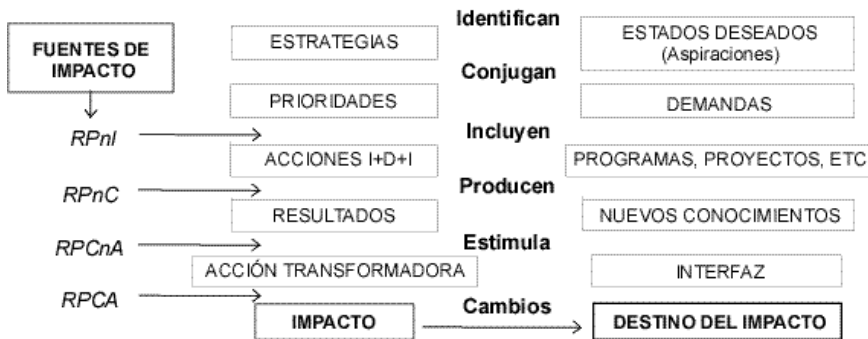 Identifican
FUENTES DE
IMPACTO
ESTRATEGIAS
ESTADOS DESEADOS
(Aspiraciones)
Conjugan
PRIORIDADES
DEMANDAS
RPnI
Incluyen
ACCIONES I+D+I
PROGRAMAS, PROYECTOS, ETC
RPnC
Producen
RESULTADOS
NUEVOS CONOCIMIENTOS
RPCnA
Estimula
ACCIÓN TRANSFORMADORA
INTERFAZ
RPCA
Cambios
IMPACTO
DESTINO DEL IMPACTO